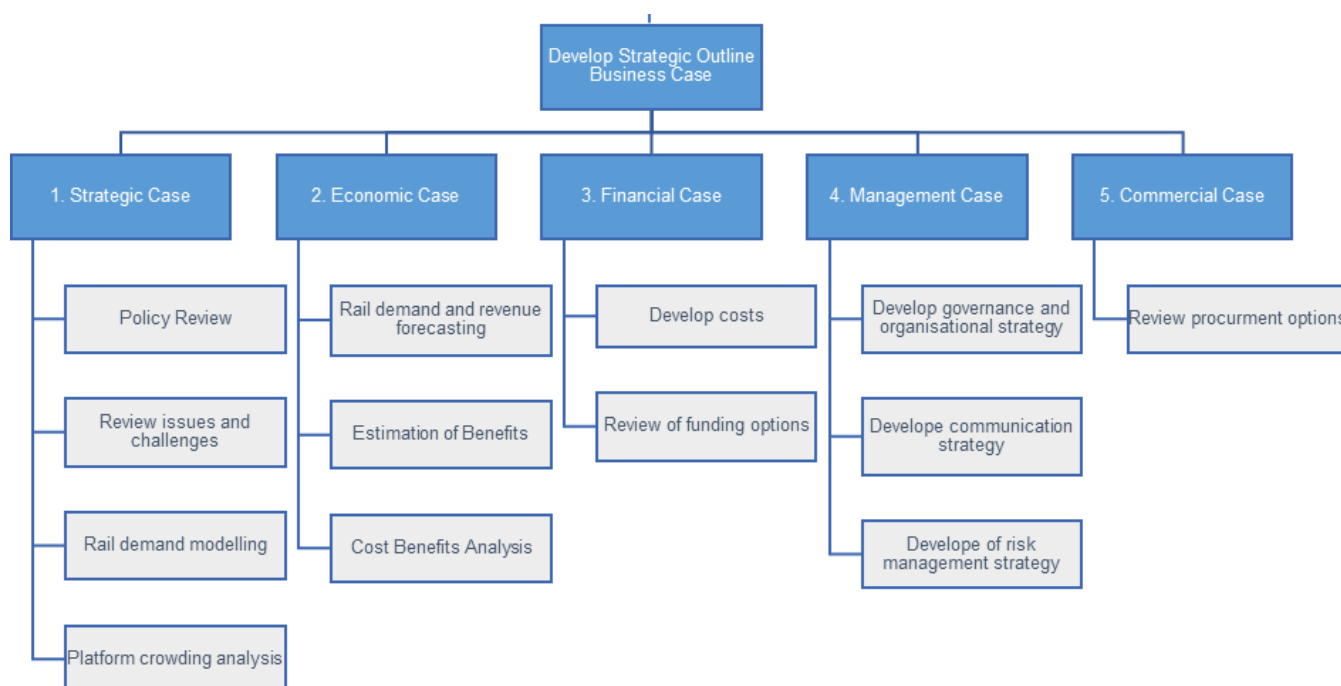 Develop Strategic Outline
Business Case
1. Strategic Case
2. Economic Case
3. Financial Case
4. Management Case
5. Commercial Case
Policy Review
Review issues and
challenges
Rail demand modelling
Platform crowding analysis
Rail demand and revenue
forecasting
Estimation of Benefits
Cost Benefits Analysis
Develop costs
Review of funding options
Develop governance and
organisational strategy
Develope communication
strategy
Develope of risk
management strategy
Review procurment options